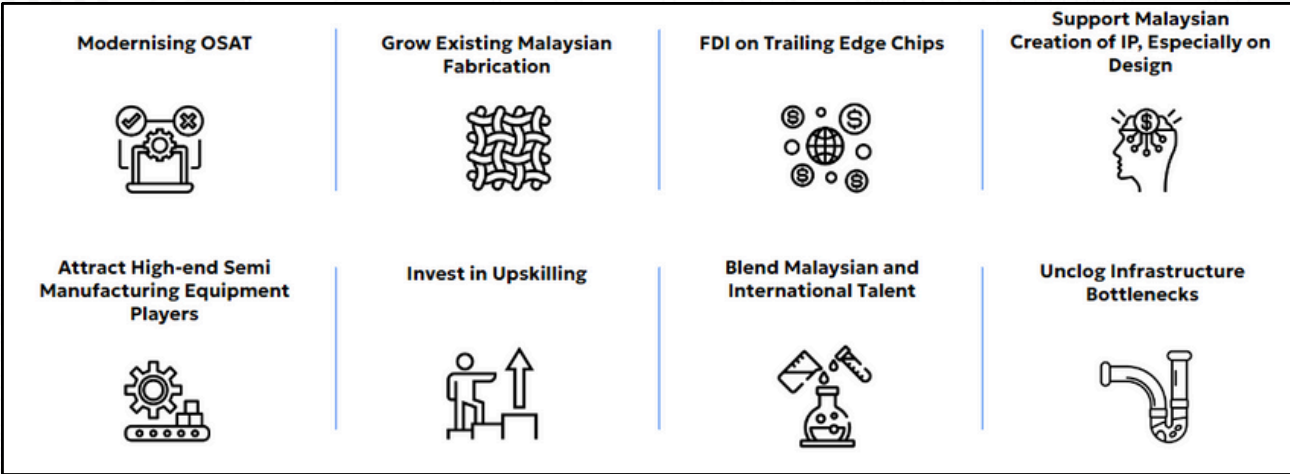 Modernising OSAT
Grow Existing Malaysian
Fabrication
FDI on Trailing Edge Chips
Support Malaysian
Creation of IP, Especially on
Design
Attract High-end Semi
Manufacturing Equipment
Players
Invest in Upskilling
Blend Malaysian and
International Talent
Unclog Infrastructure
Bottlenecks